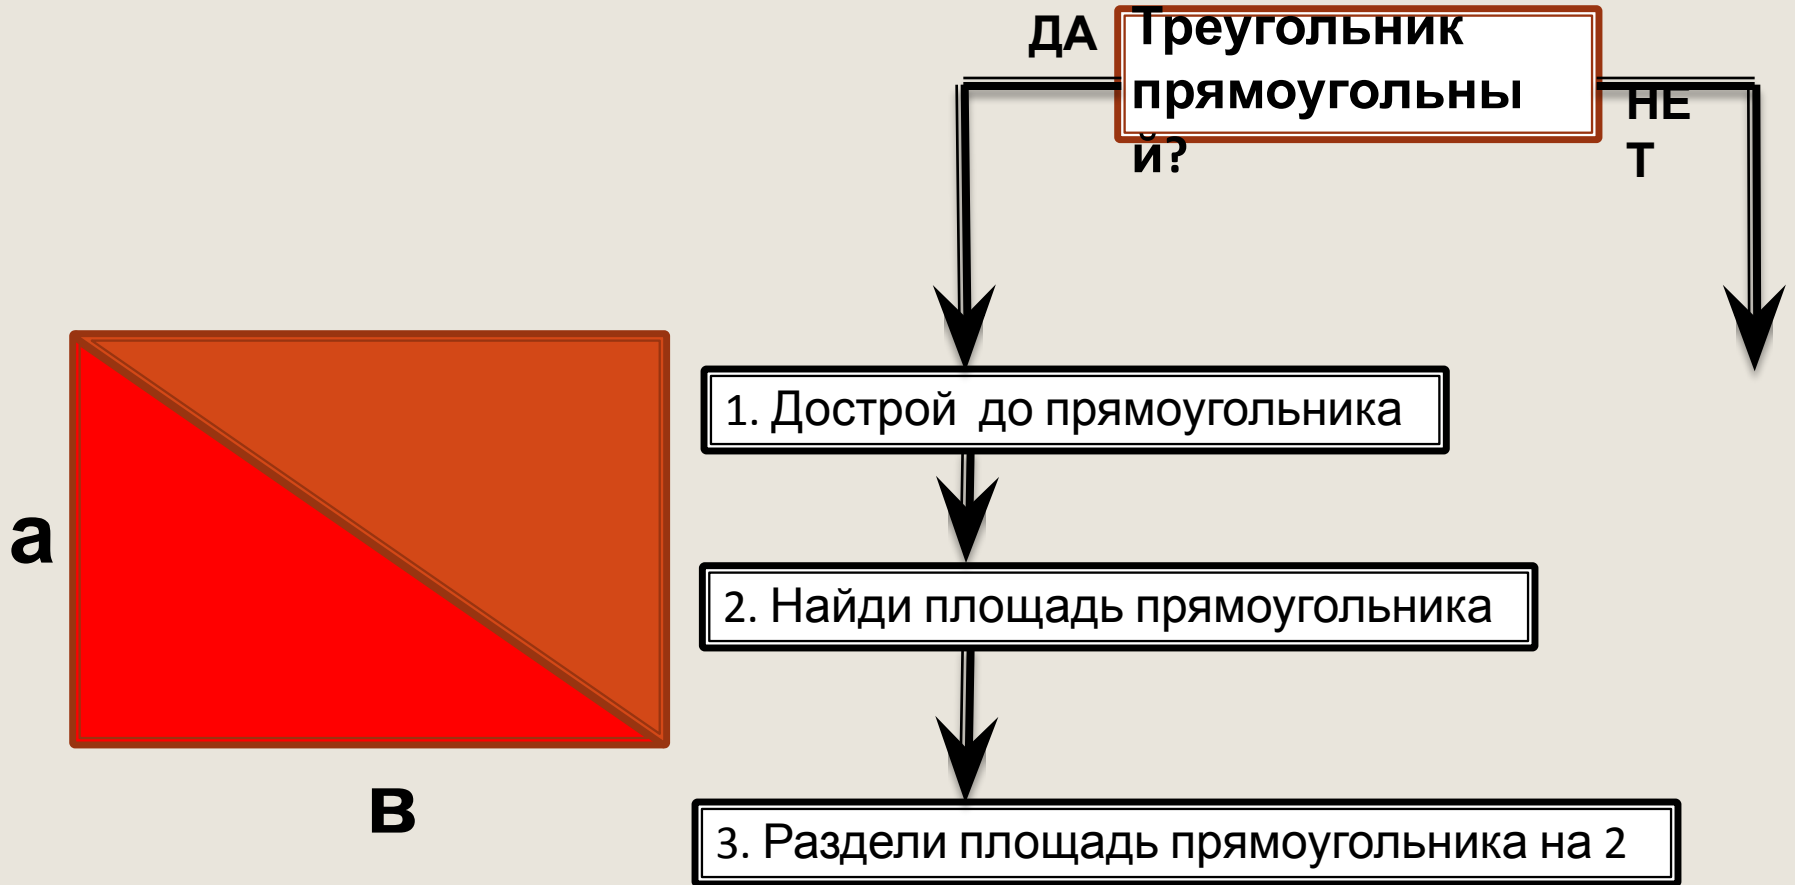 ДА
Треугольник
прямоугольны
й?
НЕ
Т
1. Дострой до прямоугольника
а
2. Найди площадь прямоугольника
в
3. Раздели площадь прямоугольника на 2